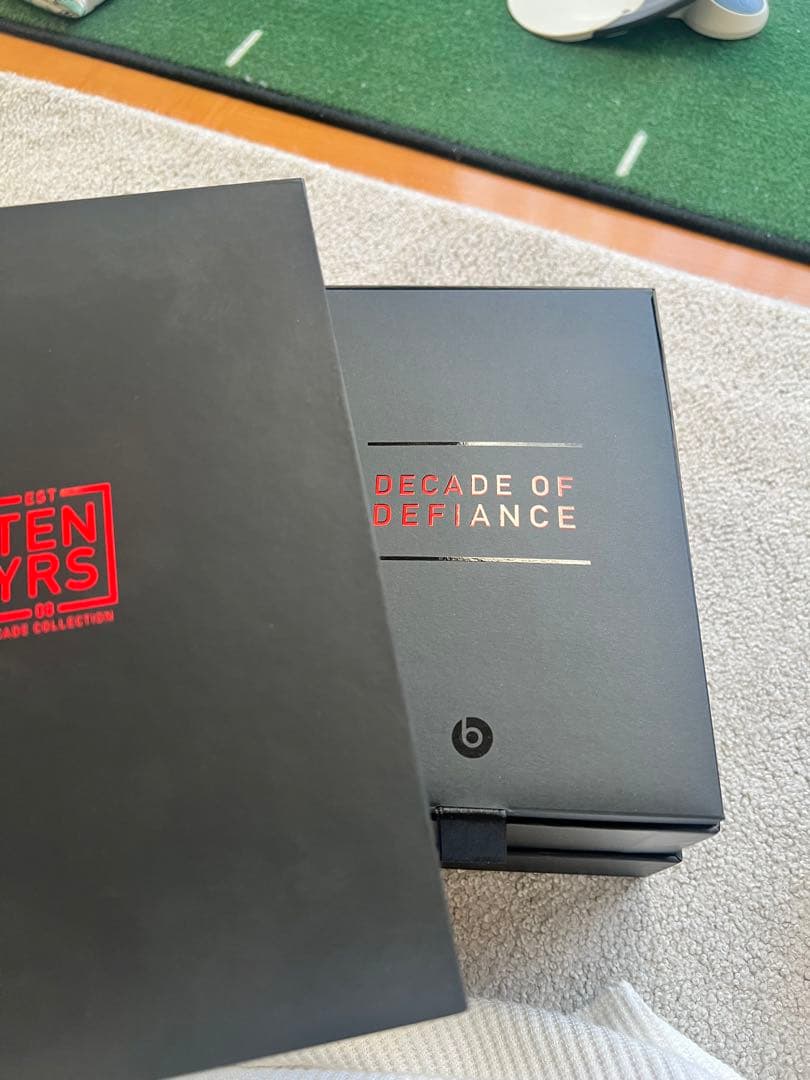 EST
TEN
YRS
08
COLLECTION
DECADE OF
DEFIANCE
b